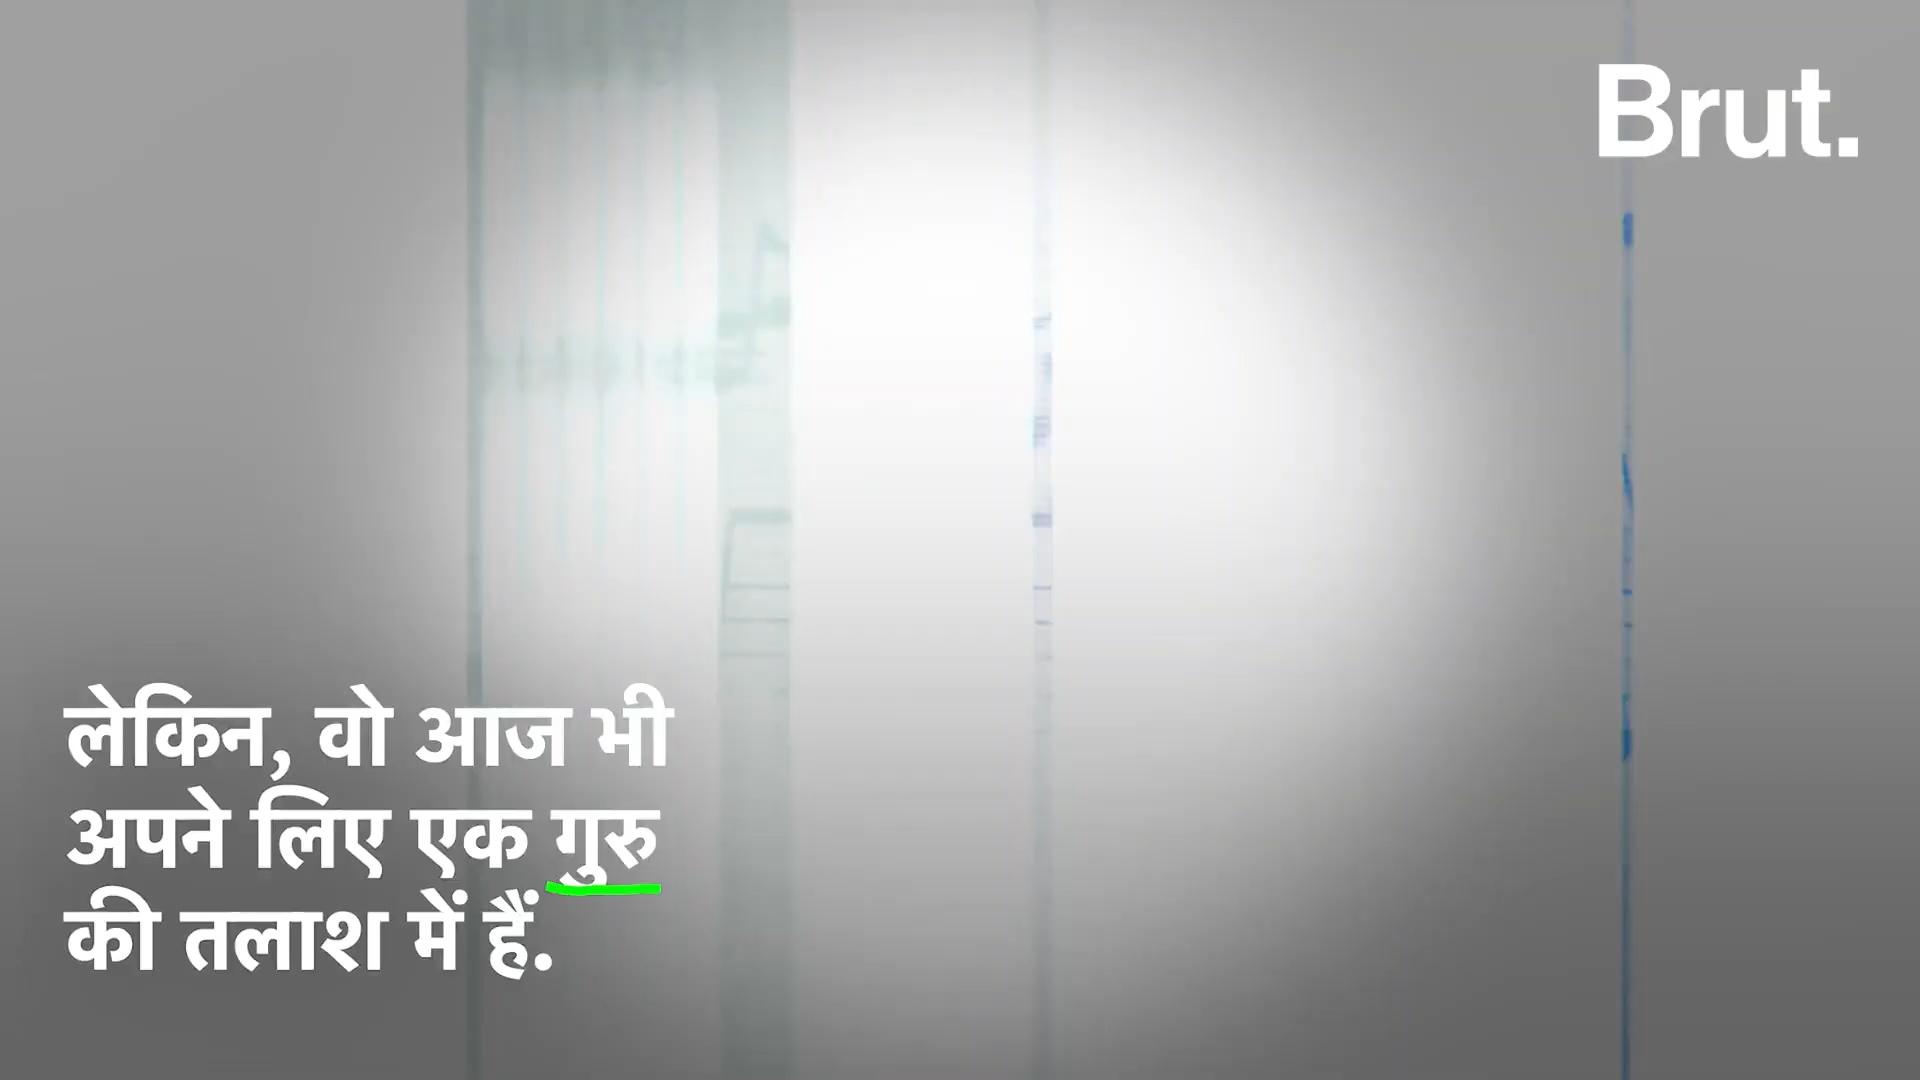 Brut.
लेकिन, वो आज भी
अपने लिए एक गुरु
की तलाश में हैं.